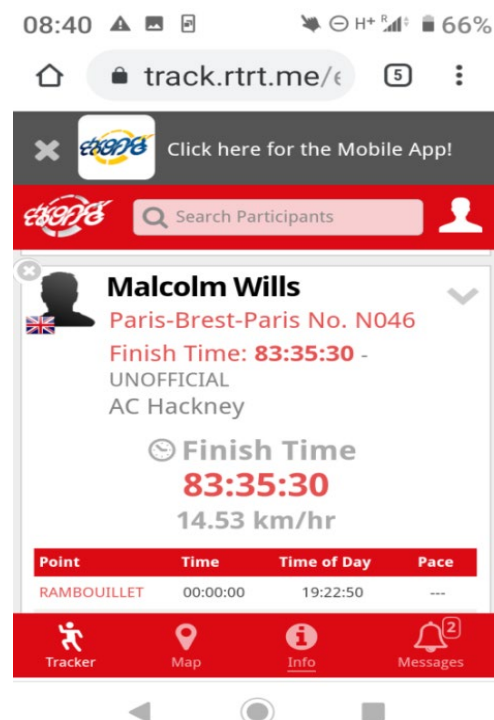 08:40 H+ R 66%
track.rtrt.me/e 5
Click here for the Mobile App!
Search Participants
Malcolm Wills
Paris-Brest-Paris No. N046
Finish Time: 83:35:30 -
UNOFFICIAL
AC Hackney
Finish Time
83:35:30
14.53 km/hr
Point Time Time of Day Pace
RAMBOUILLET 00:00:00 19:22:50 ---
Tracker Map Info Messages 2